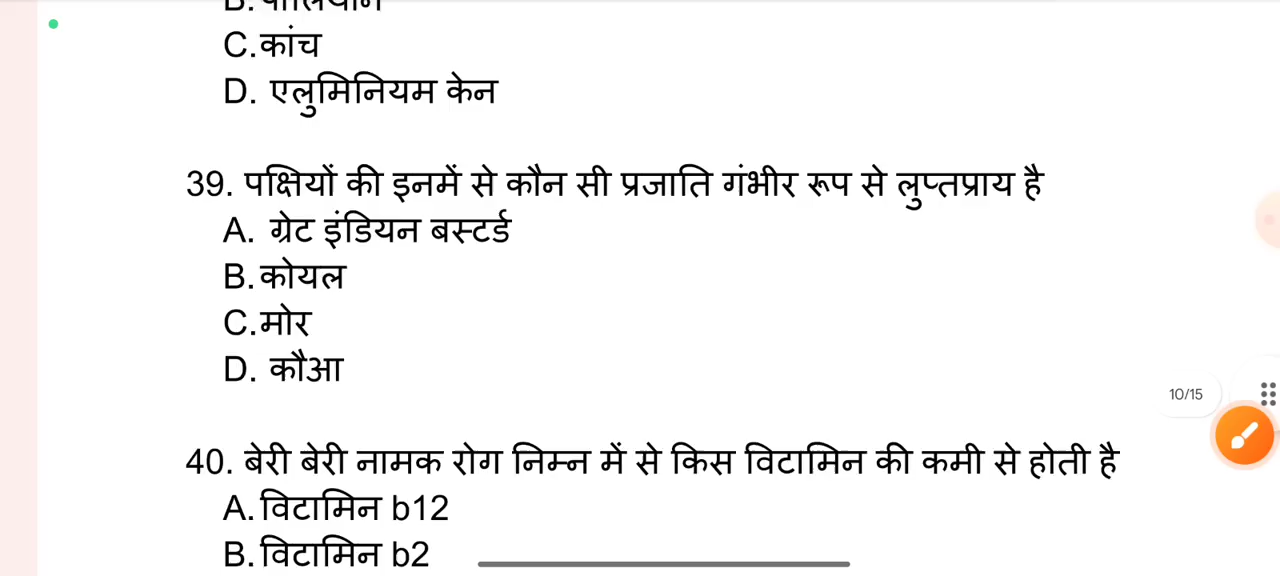 C.कांच
D. एलुमिनियम केन
39. पक्षियों की इनमें से कौन सी प्रजाति गंभीर रूप से लुप्तप्राय है
A. ग्रेट इंडियन बस्टर्ड
B.कोयल
C.मोर
D. कौआ
10/15
40. बेरी बेरी नामक रोग निम्न में से किस विटामिन की कमी से होती है
A.विटामिन b12
B.विटामिन b2